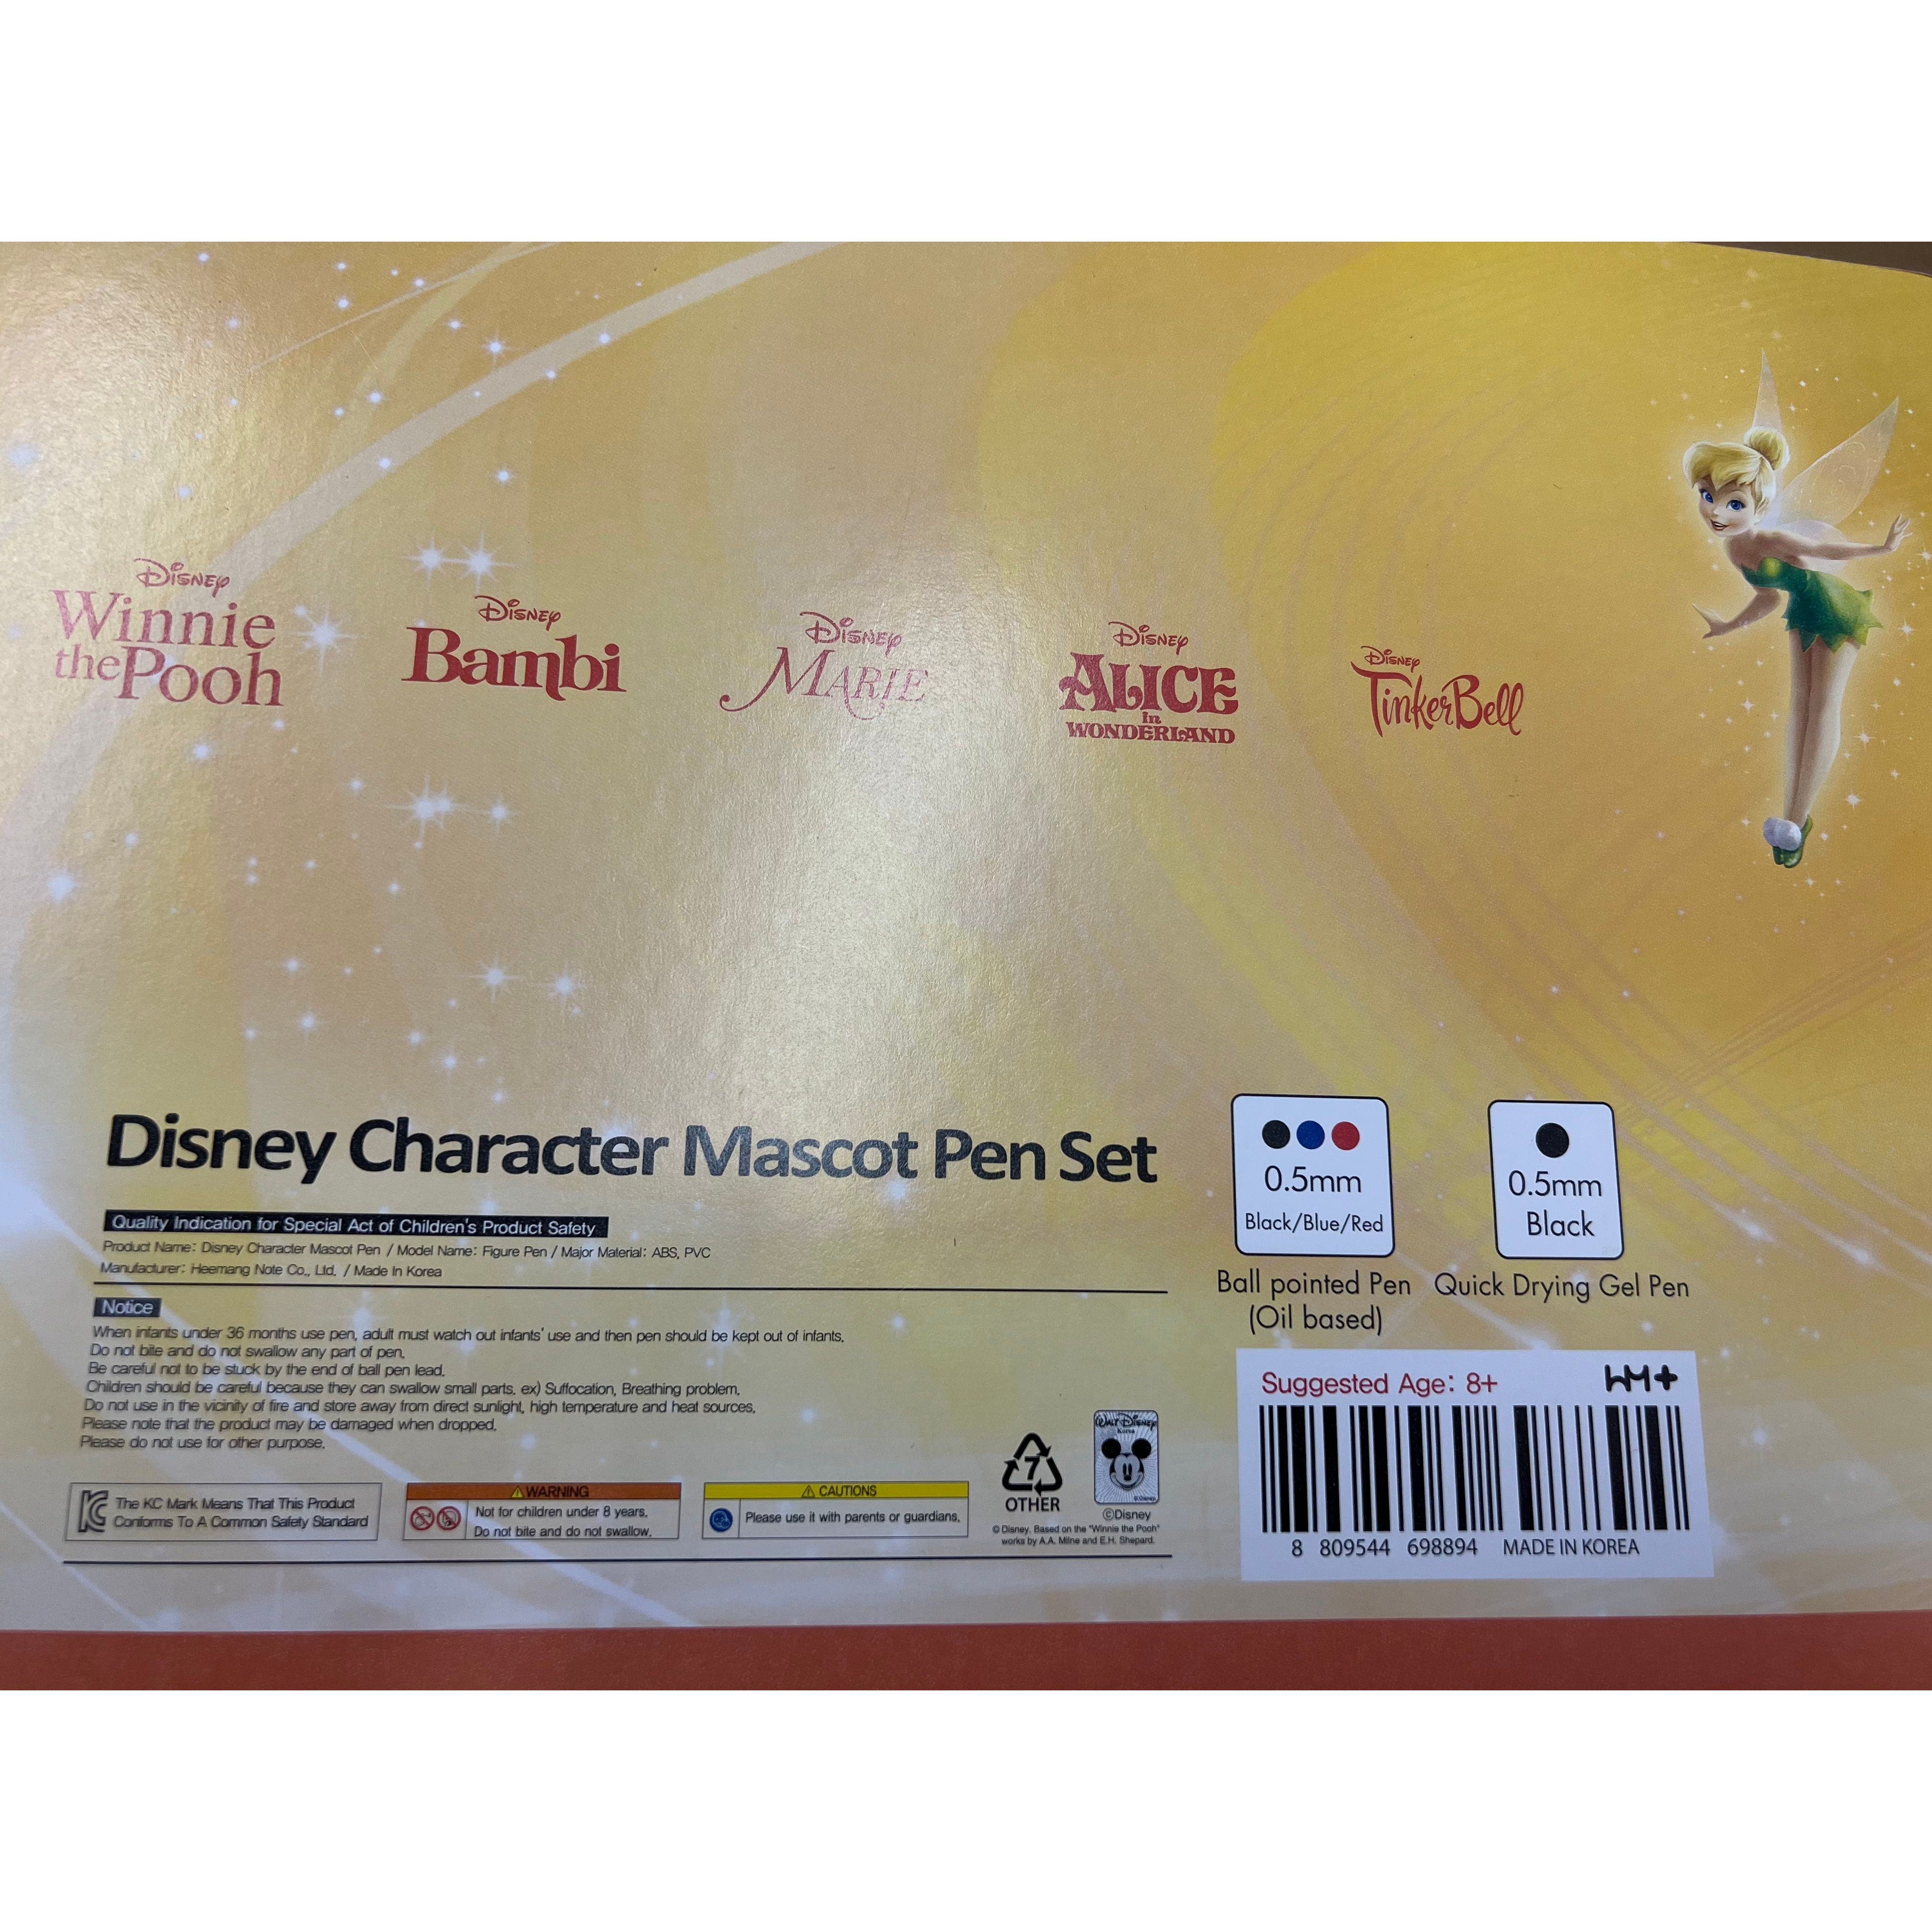 Disney
Winnie
the Pooh
Disney
Bambi
Disney
MARIE
Disney
ALICE
in
WONDERLAND
Disney
TinkerBell
Disney Character Mascot Pen Set
Quality Indication for Special Act of Children's Product Safety
Product Name: Disney Character Mascot Pen / Model Name: Figure Pen / Major Material: ABS, PVC
Manufacturer: Heemang Note Co., Ltd. / Made In Korea
Notice
When infants under 36 months use pen, adult must watch out infants' use and then pen should be kept out of infants.
Do not bite and do not swallow any part of pen.
Be careful not to be stuck by the end of ball pen lead.
Children should be careful because they can swallow small parts. ex) Suffocation, Breathing problem.
Do not use in the vicinity of fire and store away from direct sunlight, high temperature and heat sources.
Please note that the product may be damaged when dropped.
Please do not use for other purpose.
The KC Mark Means That This Product
Conforms To A Common Safety Standard
WARNING
Not for children under 8 years.
Do not bite and do not swallow.
CAUTIONS
Please use it with parents or guardians.
7
OTHER
WALT DISNEY
Korea
© Disney
©Disney
© Disney. Based on the "Winnie the Pooh"
works by A.A. Milne and E.H. Shepard.
0.5mm
Black/Blue/Red
Ball pointed Pen
(Oil based)
0.5mm
Black
Quick Drying Gel Pen
Suggested Age: 8+
8 809544 698894 MADE IN KOREA